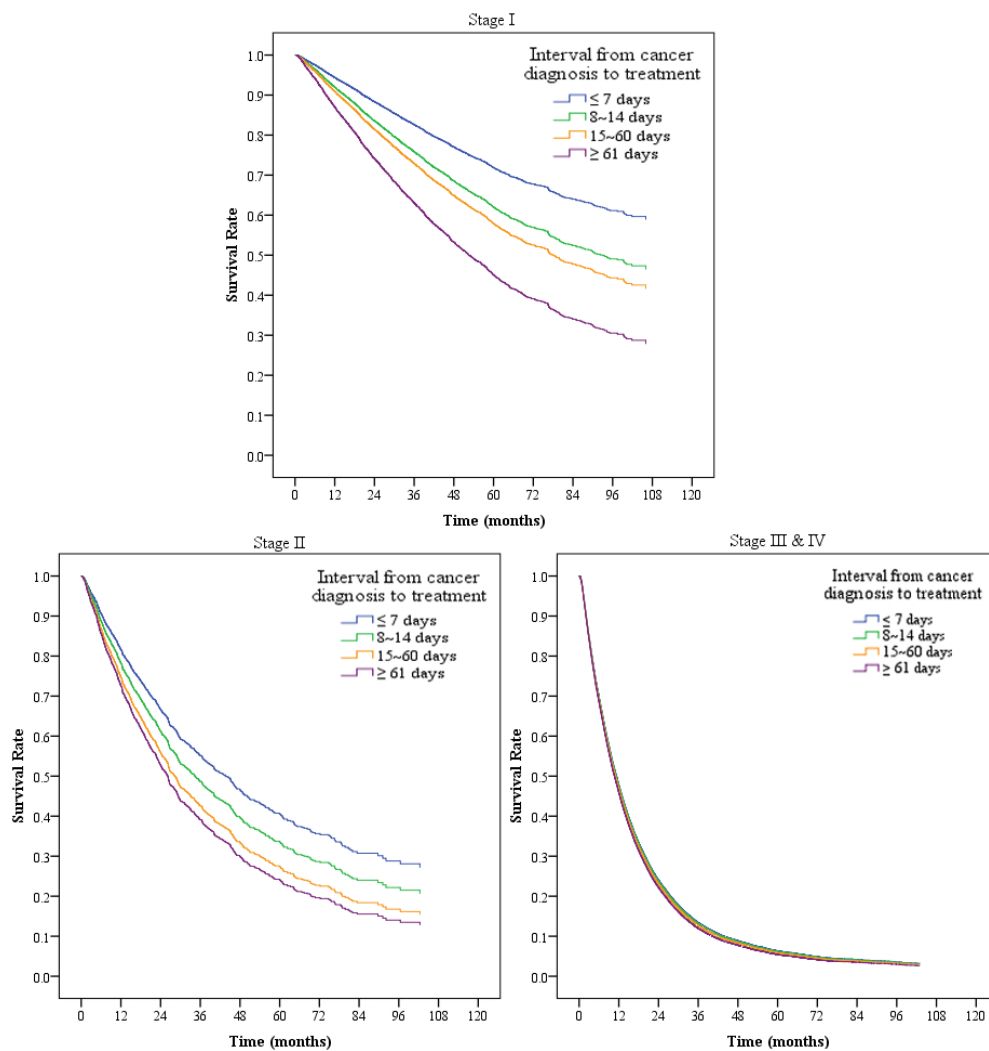 Stage I
Interval from cancer
diagnosis to treatment
≤ 7 days
8~14 days
15~60 days
≥ 61 days
1.0
0.9
0.8
0.7
0.6
0.5
0.4
0.3
0.2
0.1
0.0
Survival Rate
0 12 24 36 48 60 72 84 96 108 120
Time (months)
Stage II
Interval from cancer
diagnosis to treatment
≤ 7 days
8~14 days
15~60 days
≥ 61 days
1.0
0.9
0.8
0.7
0.6
0.5
0.4
0.3
0.2
0.1
0.0
Survival Rate
0 12 24 36 48 60 72 84 96 108 120
Time (months)
Stage III & IV
Interval from cancer
diagnosis to treatment
≤ 7 days
8~14 days
15~60 days
≥ 61 days
1.0
0.9
0.8
0.7
0.6
0.5
0.4
0.3
0.2
0.1
0.0
Survival Rate
0 12 24 36 48 60 72 84 96 108 120
Time (months)